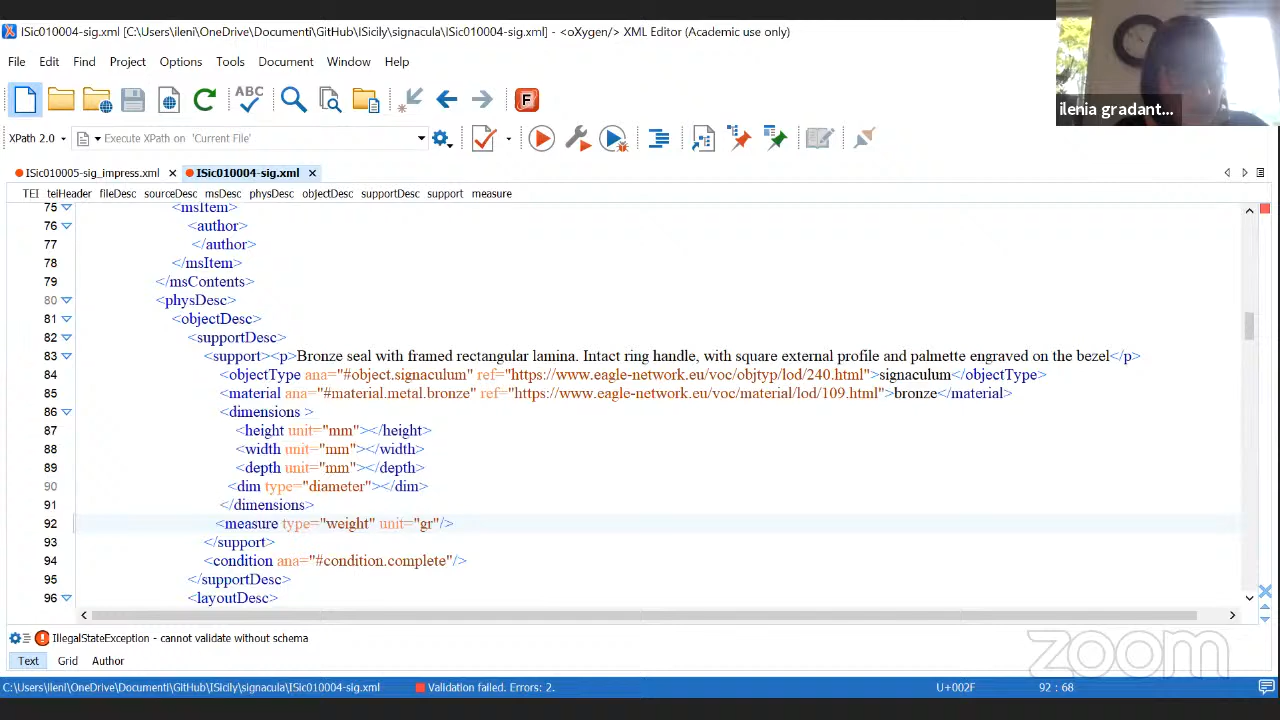 ISic010004-sig.xml [C:\Users\ileni\OneDrive\Documenti\GitHub\ISicily\signacula\ISic010004-sig.xml] - <oXygen/> XML Editor (Academic use only)
File Edit Find Project Options Tools Document Window Help
ilenia gradant...
ABC
F
XPath 2.0 Execute XPath on 'Current File'
ISic010005-sig_impress.xml ISic010004-sig.xml
TEI teiHeader fileDesc sourceDesc msDesc physDesc objectDesc supportDesc support measure
75 <msItem>
76 <author>
77 </author>
78 </msItem>
79 </msContents>
80 <physDesc>
81 <objectDesc>
82 <supportDesc>
83 <support><p>Bronze seal with framed rectangular lamina. Intact ring handle, with square external profile and palmette engraved on the bezel</p>
84 <objectType ana="#object.signaculum" ref="https://www.eagle-network.eu/voc/objtyp/lod/240.html">signaculum</objectType>
85 <material ana="#material.metal.bronze" ref="https://www.eagle-network.eu/voc/material/lod/109.html">bronze</material>
86 <dimensions >
87 <height unit="mm"></height>
88 <width unit="mm"></width>
89 <depth unit="mm"></depth>
90 <dim type="diameter"></dim>
91 </dimensions>
92 <measure type="weight" unit="gr"/>
93 </support>
94 <condition ana="#condition.complete"/>
95 </supportDesc>
96 <layoutDesc>
IllegalStateException - cannot validate without schema
zoom
Text Grid Author
C:\Users\ileni\OneDrive\Documenti\GitHub\ISicily\signacula\ISic010004-sig.xml Validation failed. Errors: 2. U+002F 92 : 68